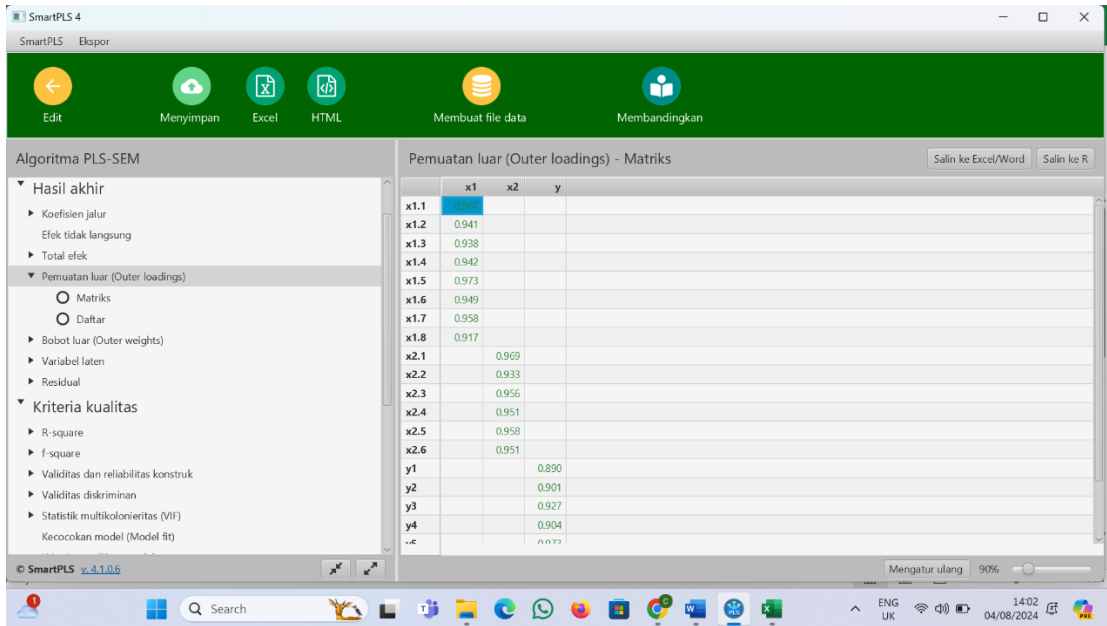 SmartPLS 4
SmartPLS Ekspor
Edit Menyimpan Excel HTML Membuat file data Membandingkan
Algoritma PLS-SEM
Hasil akhir
Koefisien jalur
Efek tidak langsung
Total efek
Pemuatan luar (Outer loadings)
Matriks
Daftar
Bobot luar (Outer weights)
Variabel laten
Residual
Kriteria kualitas
R-square
f-square
Validitas dan reliabilitas konstruk
Validitas diskriminan
Statistik multikolonieritas (VIF)
Kecocokan model (Model fit)
© SmartPLS v. 4.1.0.6
Pemuatan luar (Outer loadings) - Matriks Salin ke Excel/Word Salin ke R
x1 x2 y
x1.1 0.967
x1.2 0.941
x1.3 0.938
x1.4 0.942
x1.5 0.973
x1.6 0.949
x1.7 0.958
x1.8 0.917
x2.1 0.969
x2.2 0.933
x2.3 0.956
x2.4 0.951
x2.5 0.958
x2.6 0.951
y1 0.890
y2 0.901
y3 0.927
y4 0.904
Mengatur ulang 90%
1 Search ENG 14:02
UK 04/08/2024